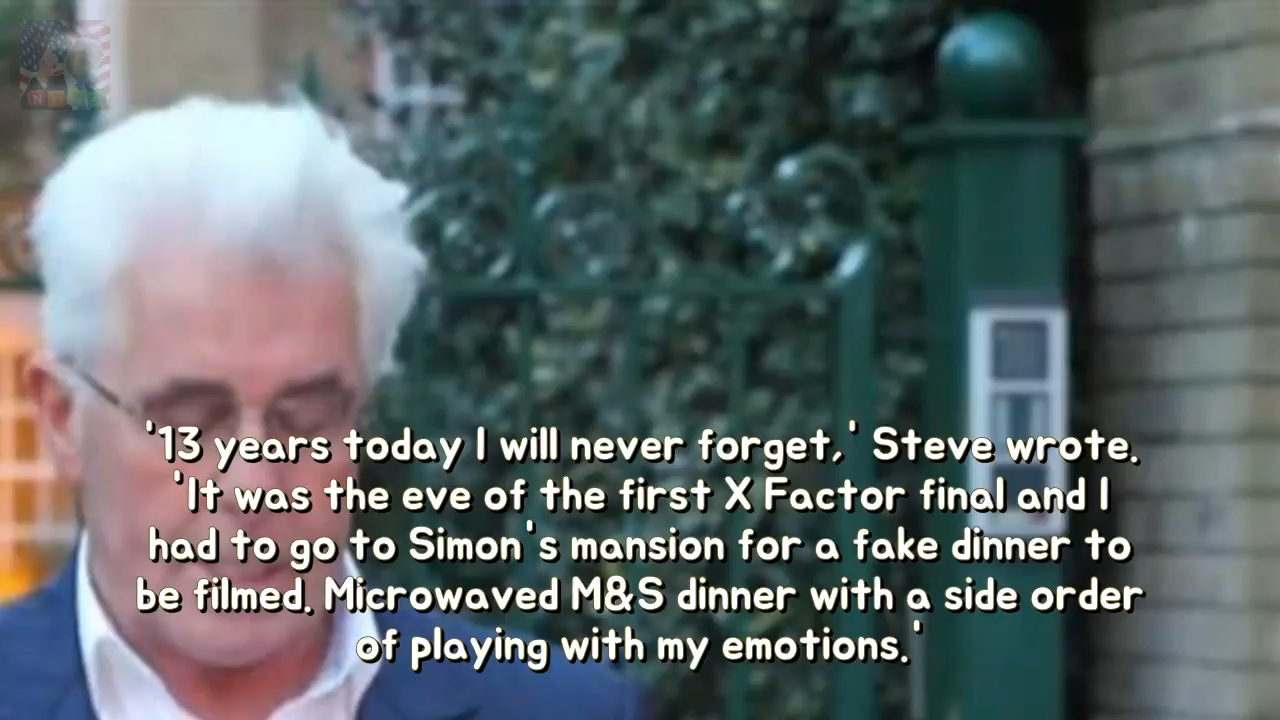 '13 years today I will never forget,' Steve wrote.
'It was the eve of the first X Factor final and I
had to go to Simon's mansion for a fake dinner to
be filmed. Microwaved M&S dinner with a side order
of playing with my emotions.'